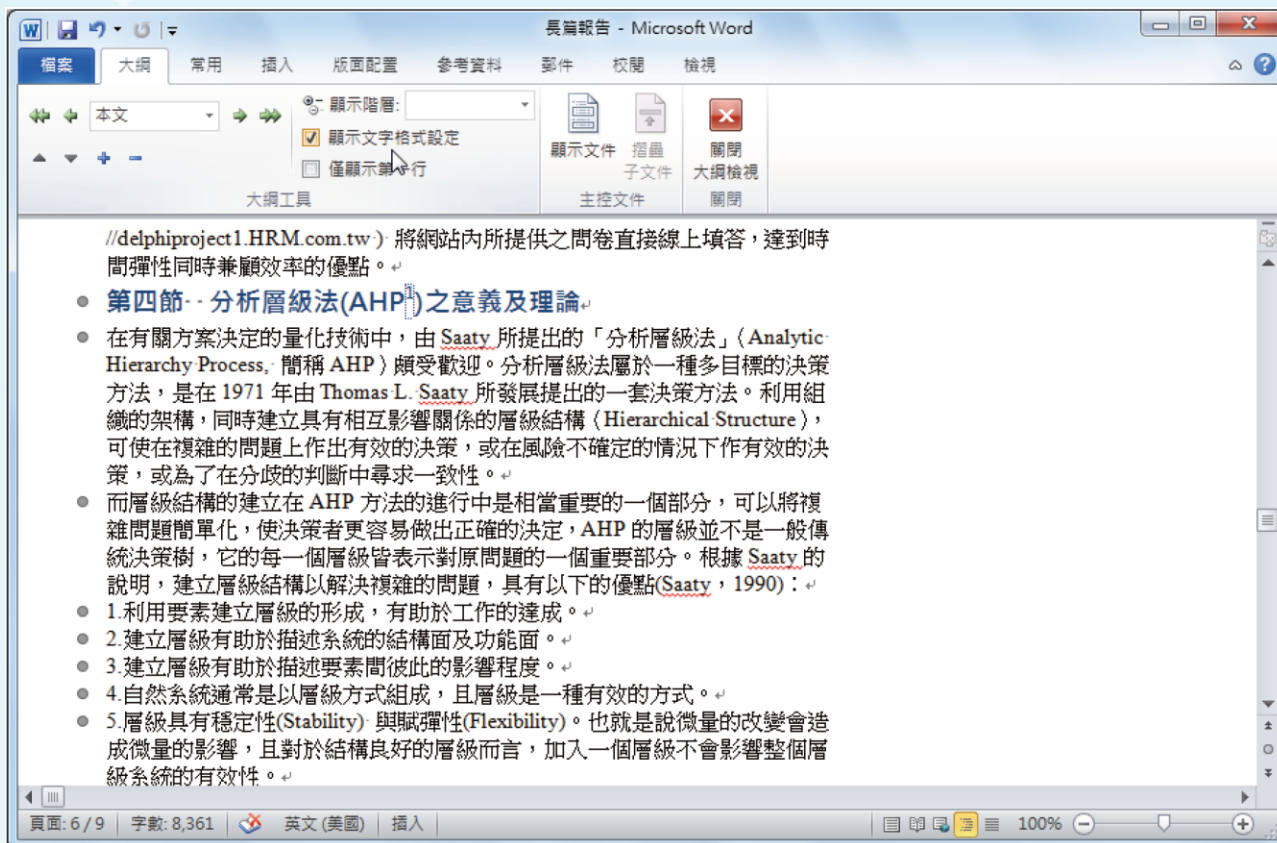 長篇報告 - Microsoft Word
檔案 大綱 常用 插入 版面配置 參考資料 郵件 校閱 檢視
本文 顯示階層:
顯示文字格式設定
僅顯示第一行
顯示文件 摺疊子文件 關閉大綱檢視
大綱工具 主控文件 關閉
//delphiproject1.HRM.com.tw ) 將網站內所提供之問卷直接線上填答，達到時
間彈性同時兼顧效率的優點。
第四節 分析層級法(AHP1)之意義及理論
在有關方案決定的量化技術中，由 Saaty 所提出的「分析層級法」（Analytic
Hierarchy Process, 簡稱 AHP）頗受歡迎。分析層級法屬於一種多目標的決策
方法，是在 1971 年由 Thomas L. Saaty 所發展提出的一套決策方法。利用組
織的架構，同時建立具有相互影響關係的層級結構（Hierarchical Structure），
可使在複雜的問題上作出有效的決策，或在風險不確定的情況下作有效的決
策，或為了在分歧的判斷中尋求一致性。
而層級結構的建立在 AHP 方法的進行中是相當重要的一個部分，可以將複
雜問題簡單化，使決策者更容易做出正確的決定，AHP 的層級並不是一般傳
統決策樹，它的每一個層級皆表示對原問題的一個重要部分。根據 Saaty 的
說明，建立層級結構以解決複雜的問題，具有以下的優點(Saaty，1990)：
1.利用要素建立層級的形成，有助於工作的達成。
2.建立層級有助於描述系統的結構面及功能面。
3.建立層級有助於描述要素間彼此的影響程度。
4.自然系統通常是以層級方式組成，且層級是一種有效的方式。
5.層級具有穩定性(Stability) 與賦彈性(Flexibility)。也就是說微量的改變會造
成微量的影響，且對於結構良好的層級而言，加入一個層級不會影響整個層
級系統的有效性。
頁面: 6 / 9 字數: 8,361 英文 (美國) 插入 100%